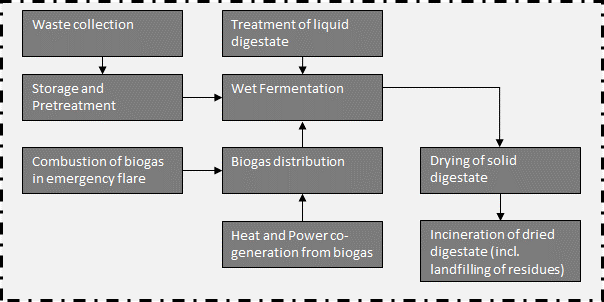 Waste collection
Treatment of liquid
digestate
Storage and
Pretreatment
Wet Fermentation
Combustion of biogas
in emergency flare
Biogas distribution
Drying of solid
digestate
Heat and Power co-
generation from biogas
Incineration of dried
digestate (incl.
landfilling of residues)